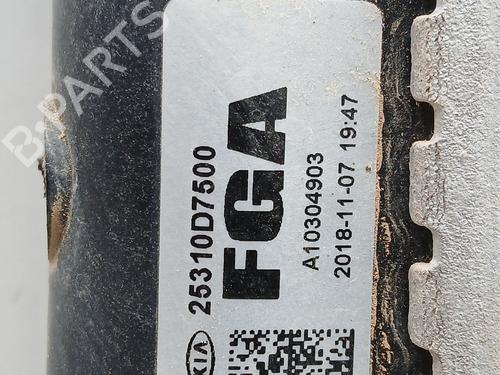 25310D7500
FGA
A10304903
2018-11-07 19:47
KIA
B-PARTS